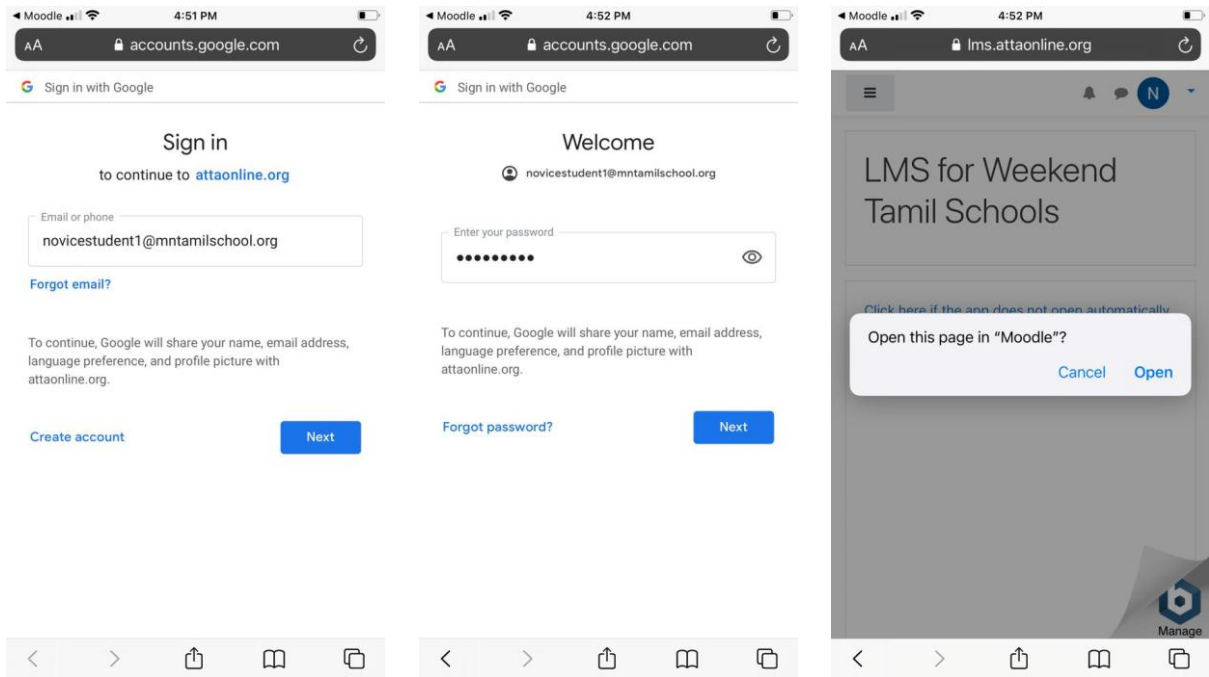 Moodle
4:51 PM
AA
accounts.google.com
Sign in with Google
Sign in
to continue to attaonline.org
Email or phone
novicestudent1@mntamilschool.org
Forgot email?
To continue, Google will share your name, email address,
language preference, and profile picture with
attaonline.org.
Create account
Next
Moodle
4:52 PM
AA
accounts.google.com
Sign in with Google
Welcome
novicestudent1@mntamilschool.org
Enter your password
To continue, Google will share your name, email address,
language preference, and profile picture with
attaonline.org.
Forgot password?
Next
Moodle
4:52 PM
AA
lms.attaonline.org
N
LMS for Weekend
Tamil Schools
Click here if the app does not open automatically
Open this page in “Moodle”?
Cancel
Open
Manage